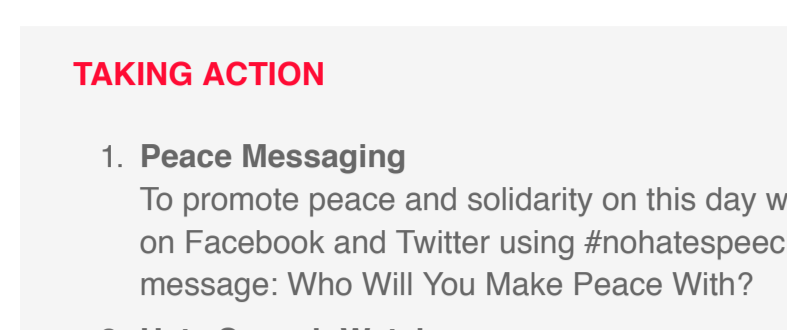 TAKING ACTION
1. Peace Messaging
To promote peace and solidarity on this day w
on Facebook and Twitter using #nohatespeec
message: Who Will You Make Peace With?